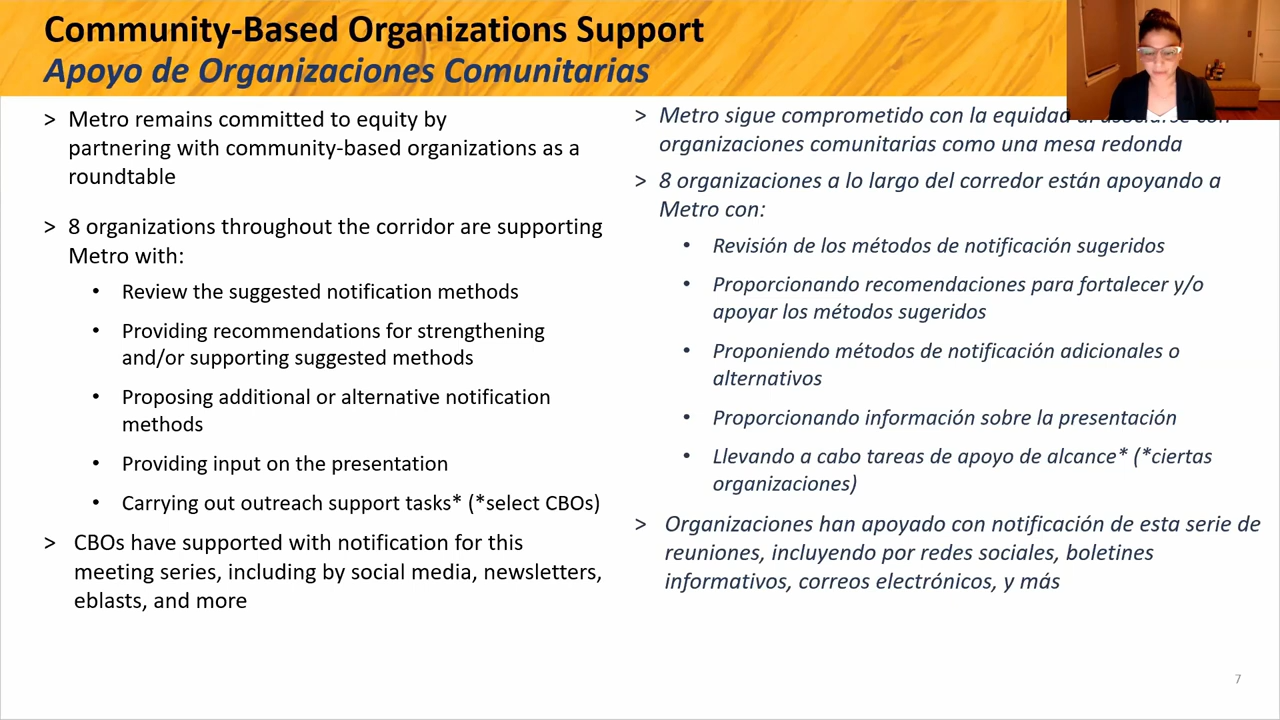 Community-Based Organizations Support
Apoyo de Organizaciones Comunitarias
> Metro remains committed to equity by
partnering with community-based organizations as a
roundtable
> 8 organizations throughout the corridor are supporting
Metro with:
• Review the suggested notification methods
• Providing recommendations for strengthening
and/or supporting suggested methods
• Proposing additional or alternative notification
methods
• Providing input on the presentation
• Carrying out outreach support tasks* (*select CBOs)
> CBOs have supported with notification for this
meeting series, including by social media, newsletters,
eblasts, and more
> Metro sigue comprometido con la equidad
organizaciones comunitarias como una mesa redonda
> 8 organizaciones a lo largo del corredor están apoyando a
Metro con:
• Revisión de los métodos de notificación sugeridos
• Proporcionando recomendaciones para fortalecer y/o
apoyar los métodos sugeridos
• Proponiendo métodos de notificación adicionales o
alternativos
• Proporcionando información sobre la presentación
• Llevando a cabo tareas de apoyo de alcance* (*ciertas
organizaciones)
> Organizaciones han apoyado con notificación de esta serie de
reuniones, incluyendo por redes sociales, boletines
informativos, correos electrónicos, y más
7